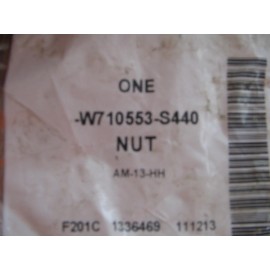 ONE
-W710553-S440
NUT
AM-13-HH
F201C 1336469 111213